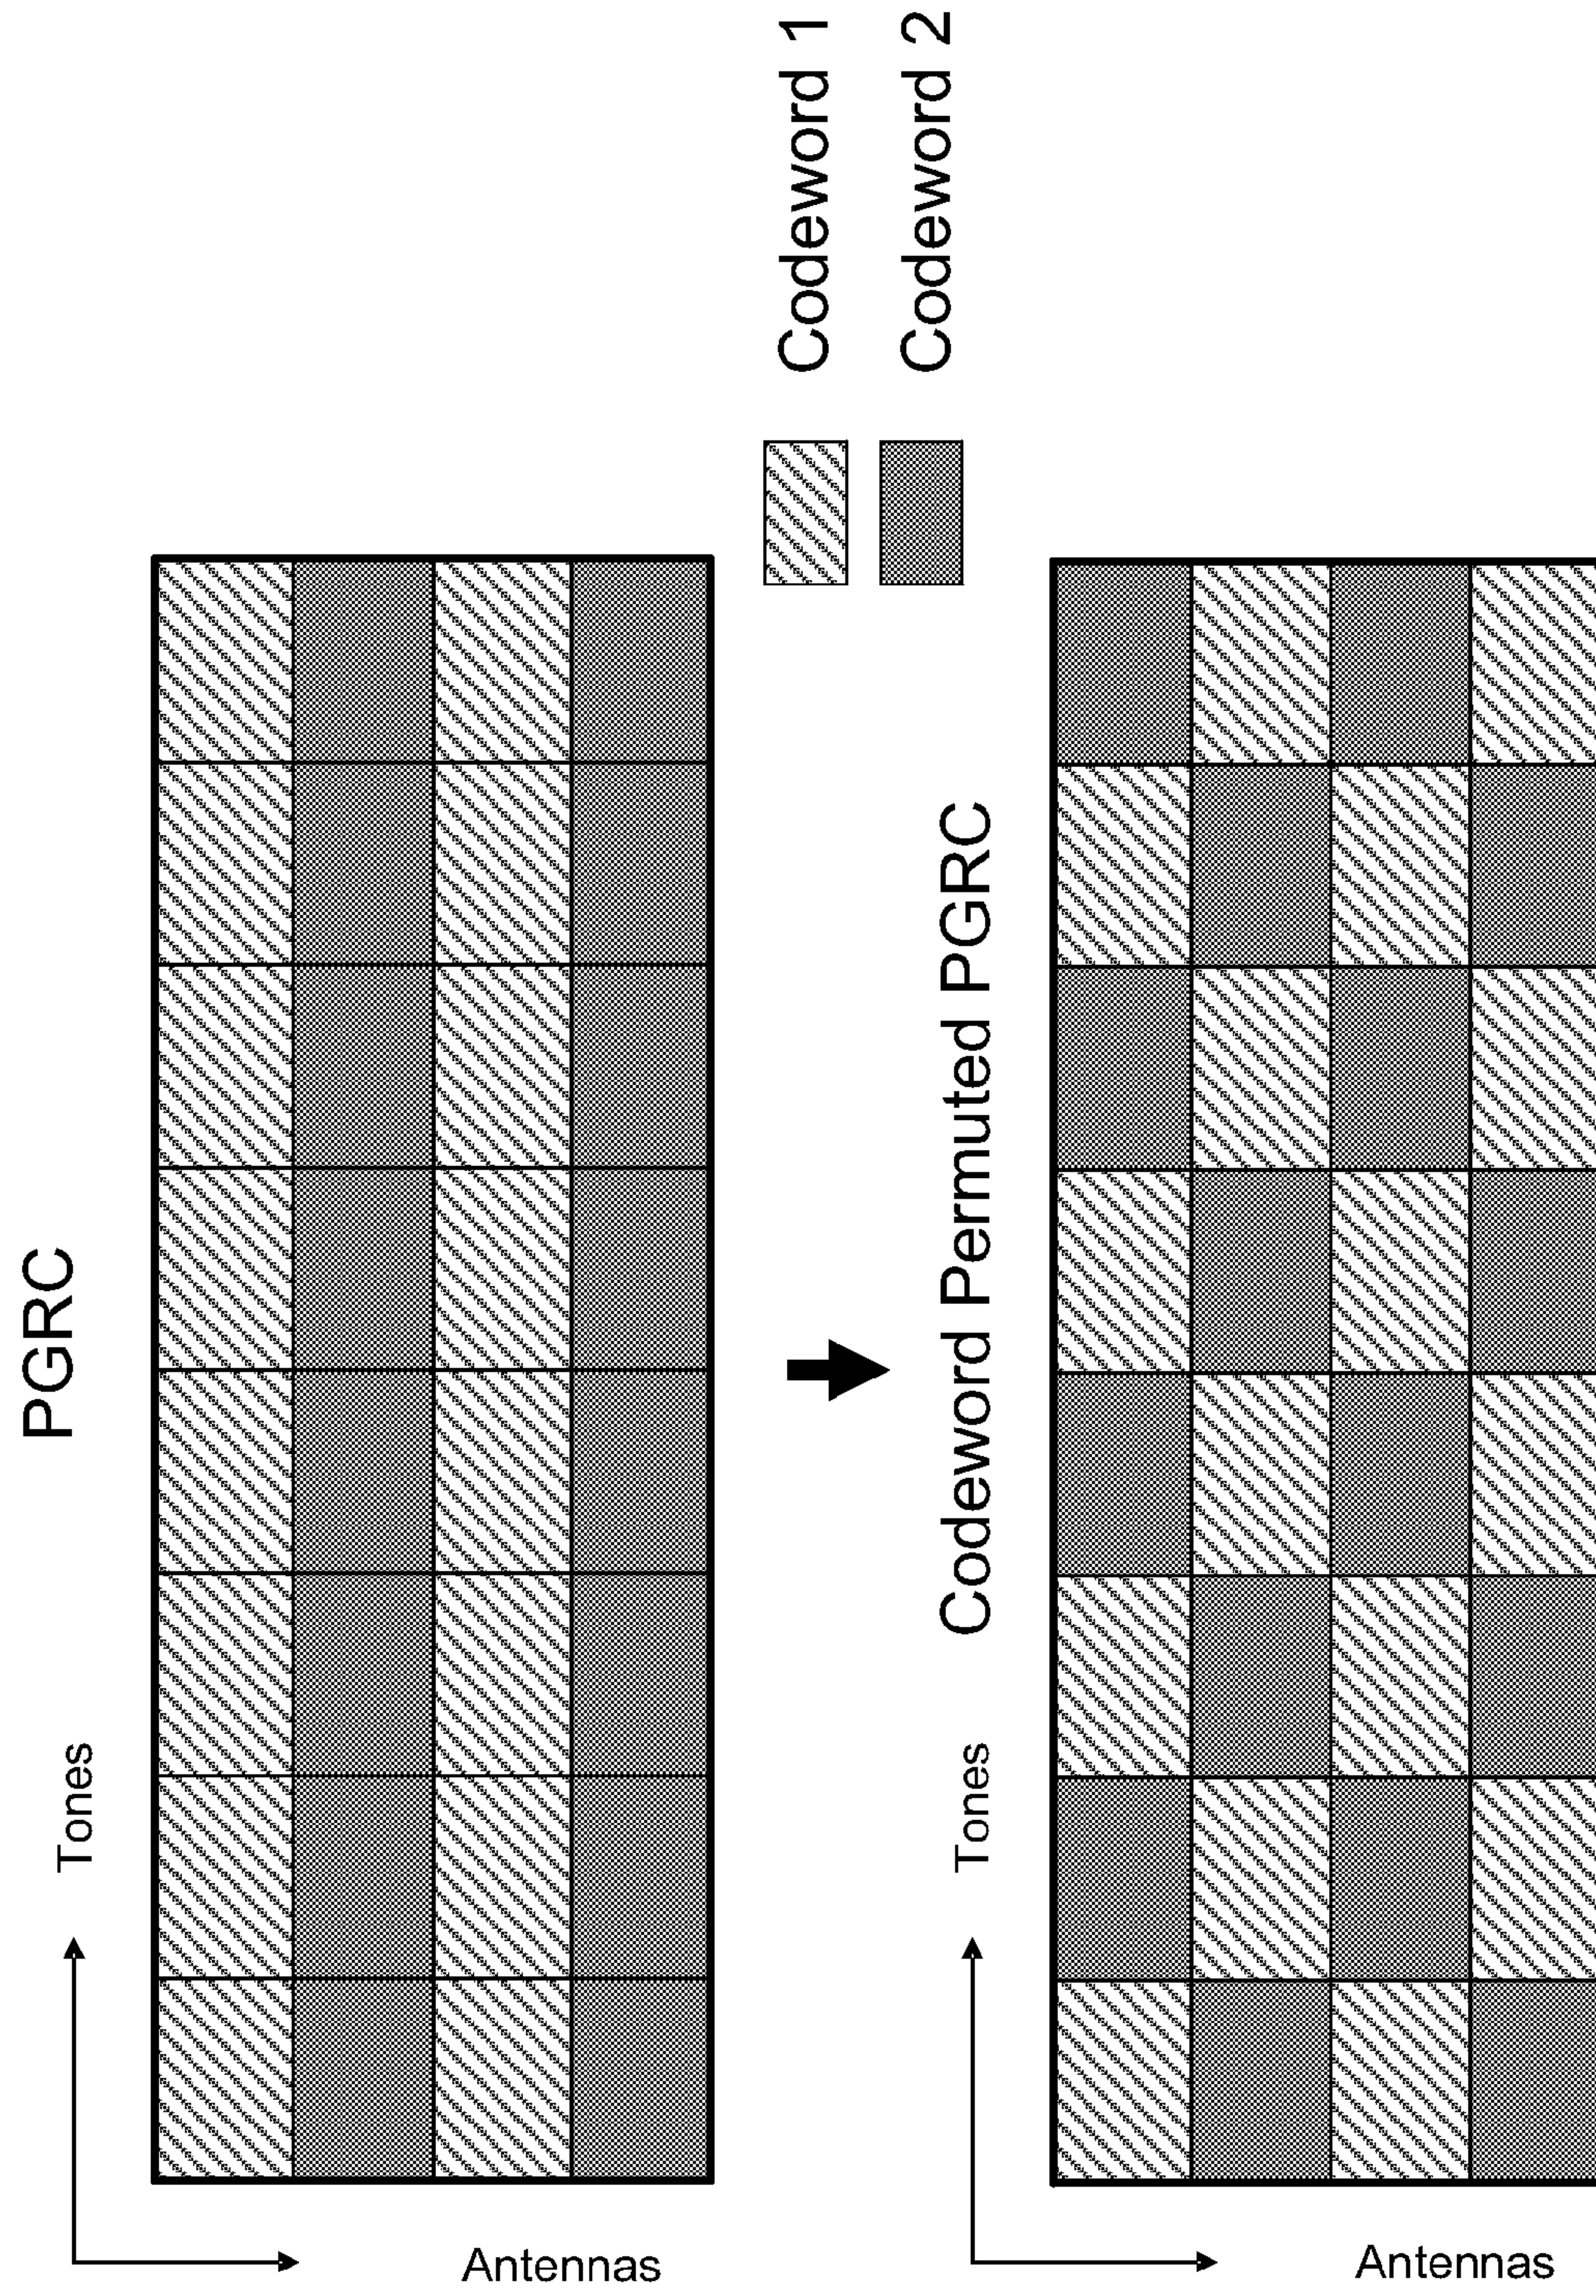 PGRC
Tones
Antennas
Codeword 1
Codeword 2
Codeword Permuted PGRC
Tones
Antennas